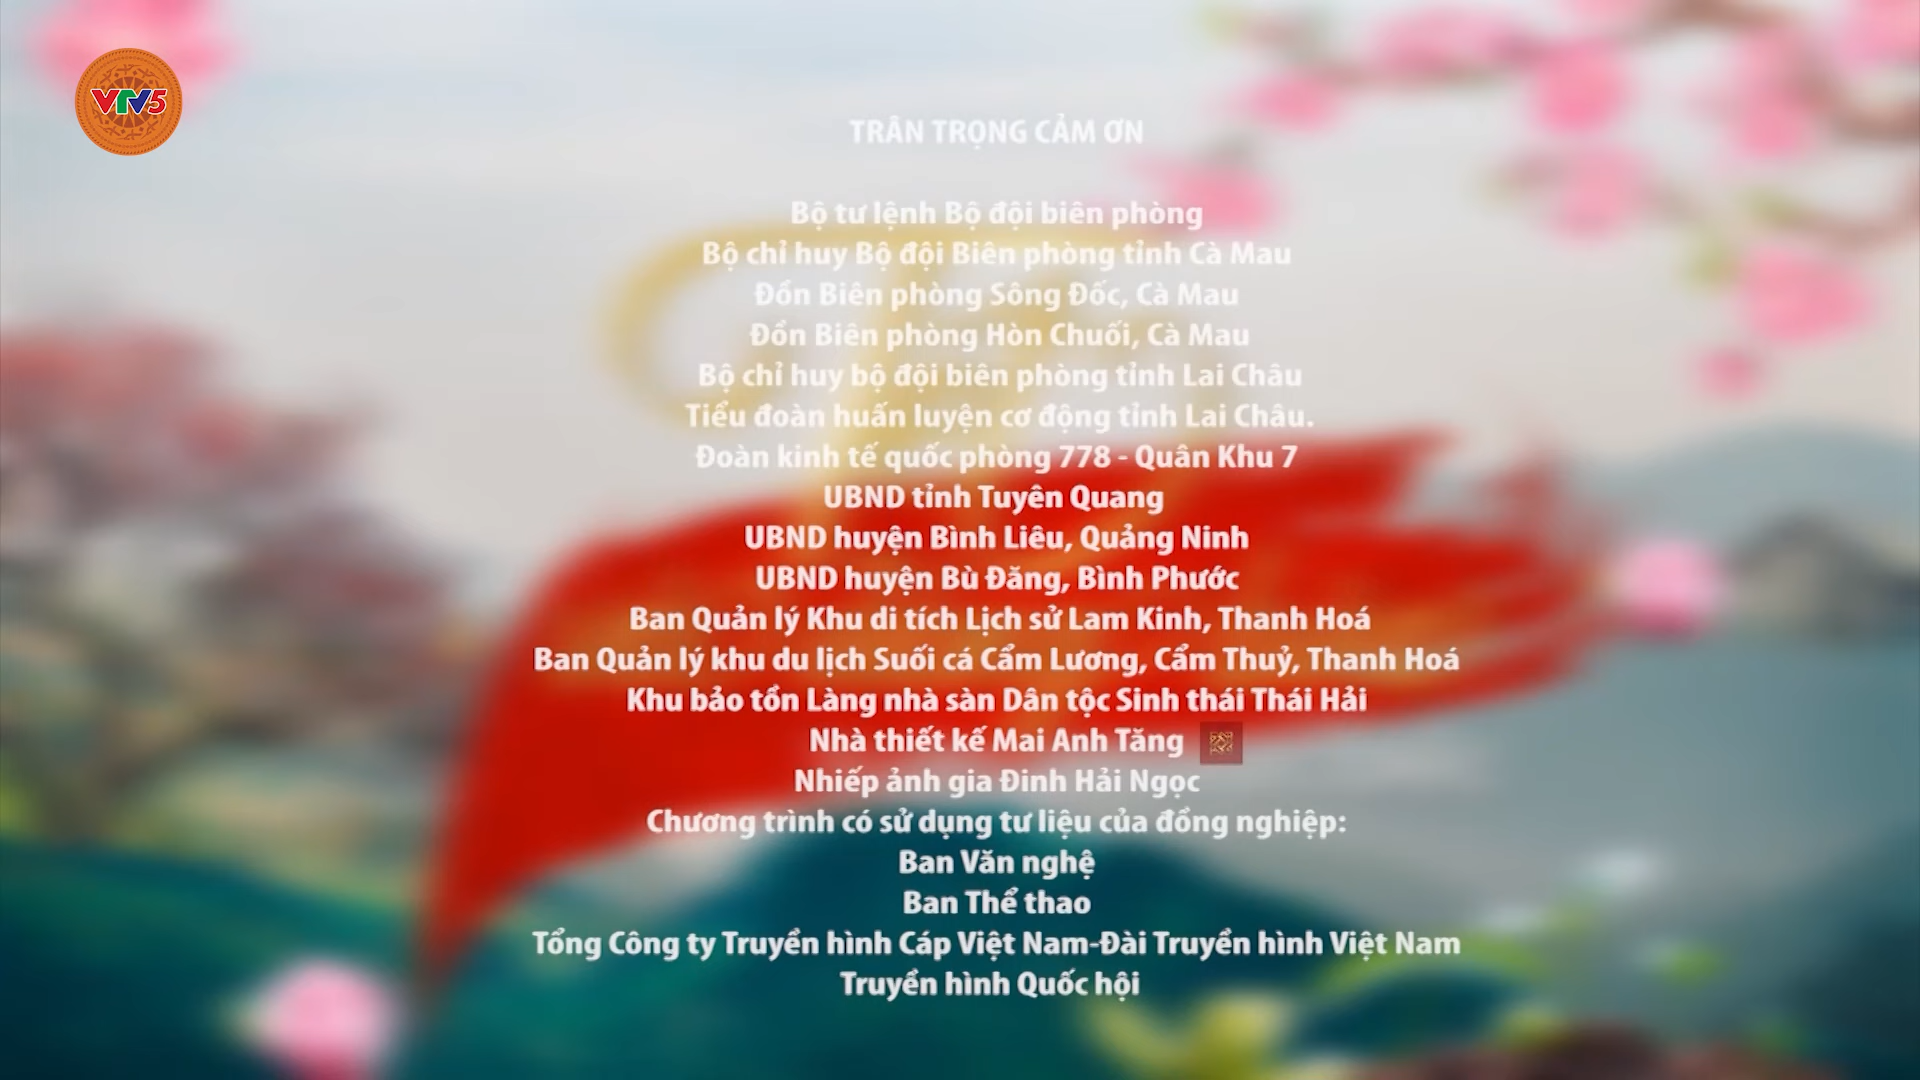 VTV5
TRÂN TRỌNG CẢM ƠN
Bộ tư lệnh Bộ đội biên phòng
Bộ chỉ huy Bộ đội Biên phòng tỉnh Cà Mau
Đồn Biên phòng Sông Đốc, Cà Mau
Đồn Biên phòng Hòn Chuối, Cà Mau
Bộ chỉ huy bộ đội biên phòng tỉnh Lai Châu
Tiểu đoàn huấn luyện cơ động tỉnh Lai Châu.
Đoàn kinh tế quốc phòng 778 - Quân Khu 7
UBND tỉnh Tuyên Quang
UBND huyện Bình Liêu, Quảng Ninh
UBND huyện Bù Đăng, Bình Phước
Ban Quản lý Khu di tích Lịch sử Lam Kinh, Thanh Hoá
Ban Quản lý khu du lịch Suối cá Cẩm Lương, Cẩm Thuỷ, Thanh Hoá
Khu bảo tồn Làng nhà sàn Dân tộc Sinh thái Thái Hải
Nhà thiết kế Mai Anh Tăng
Nhiếp ảnh gia Đinh Hải Ngọc
Chương trình có sử dụng tư liệu của đồng nghiệp:
Ban Văn nghệ
Ban Thể thao
Tổng Công ty Truyền hình Cáp Việt Nam-Đài Truyền hình Việt Nam
Truyền hình Quốc hội